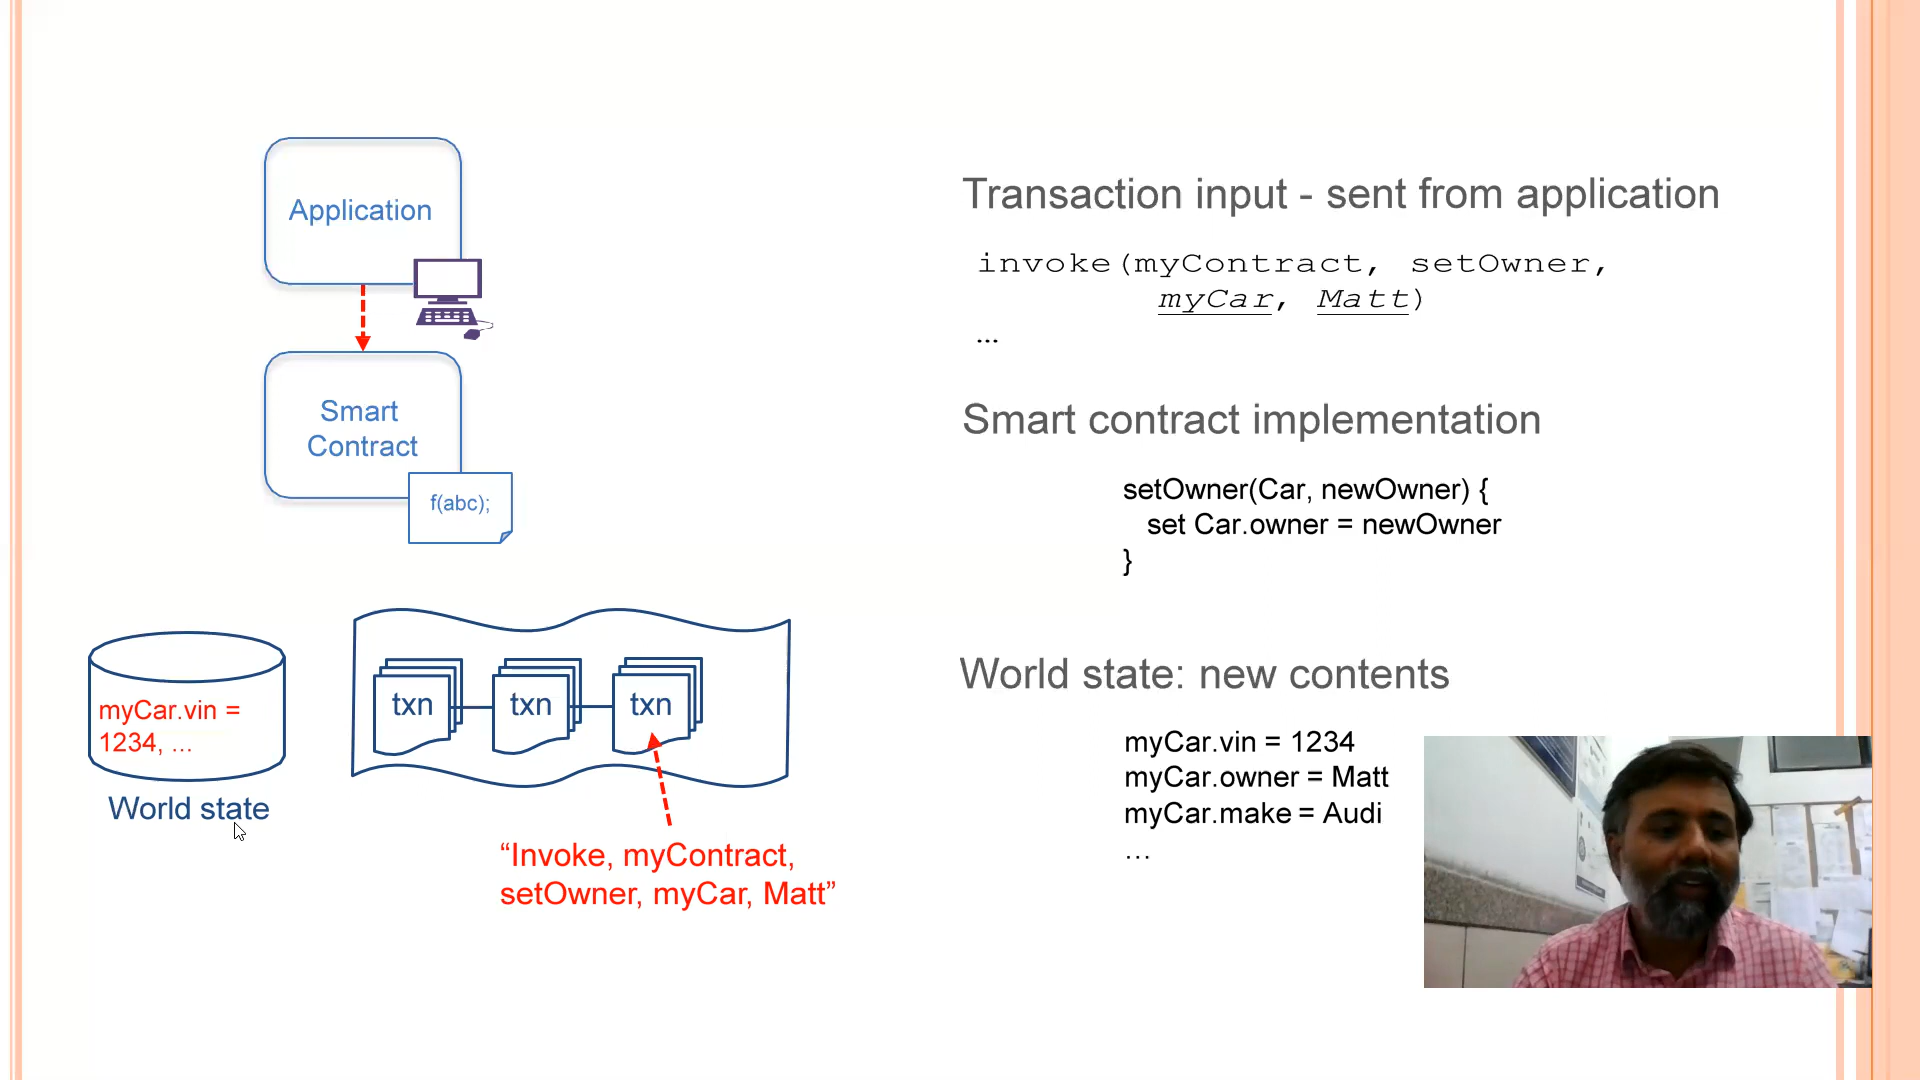 Application
Smart
Contract
f(abc);
myCar.vin =
1234, ...
World state
txn
txn
txn
“Invoke, myContract,
setOwner, myCar, Matt”
Transaction input - sent from application
invoke(myContract, setOwner,
myCar, Matt)
...
Smart contract implementation
setOwner(Car, newOwner) {
set Car.owner = newOwner
}
World state: new contents
myCar.vin = 1234
myCar.owner = Matt
myCar.make = Audi
...